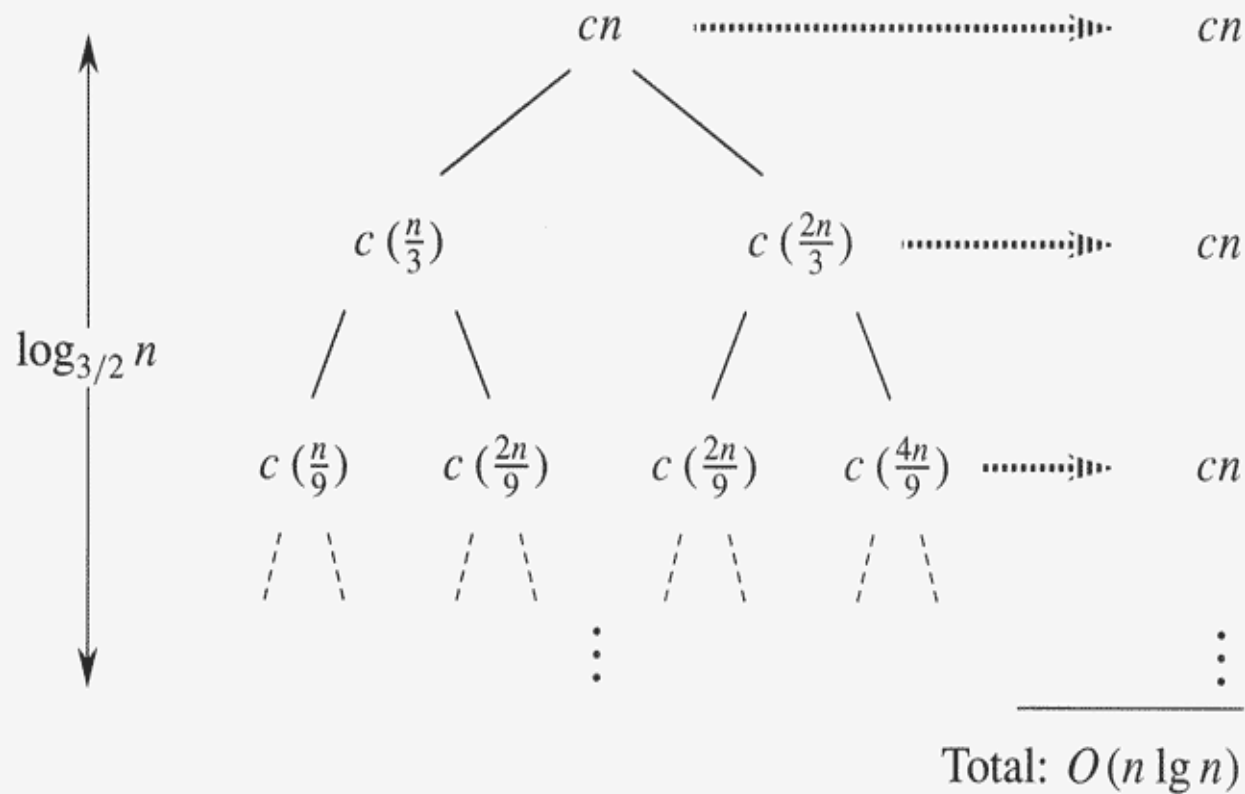 cn cn
c (n/3) c (2n/3) cn
log_{3/2} n
c (n/9) c (2n/9) c (2n/9) c (4n/9) cn
Total: O(n lg n)